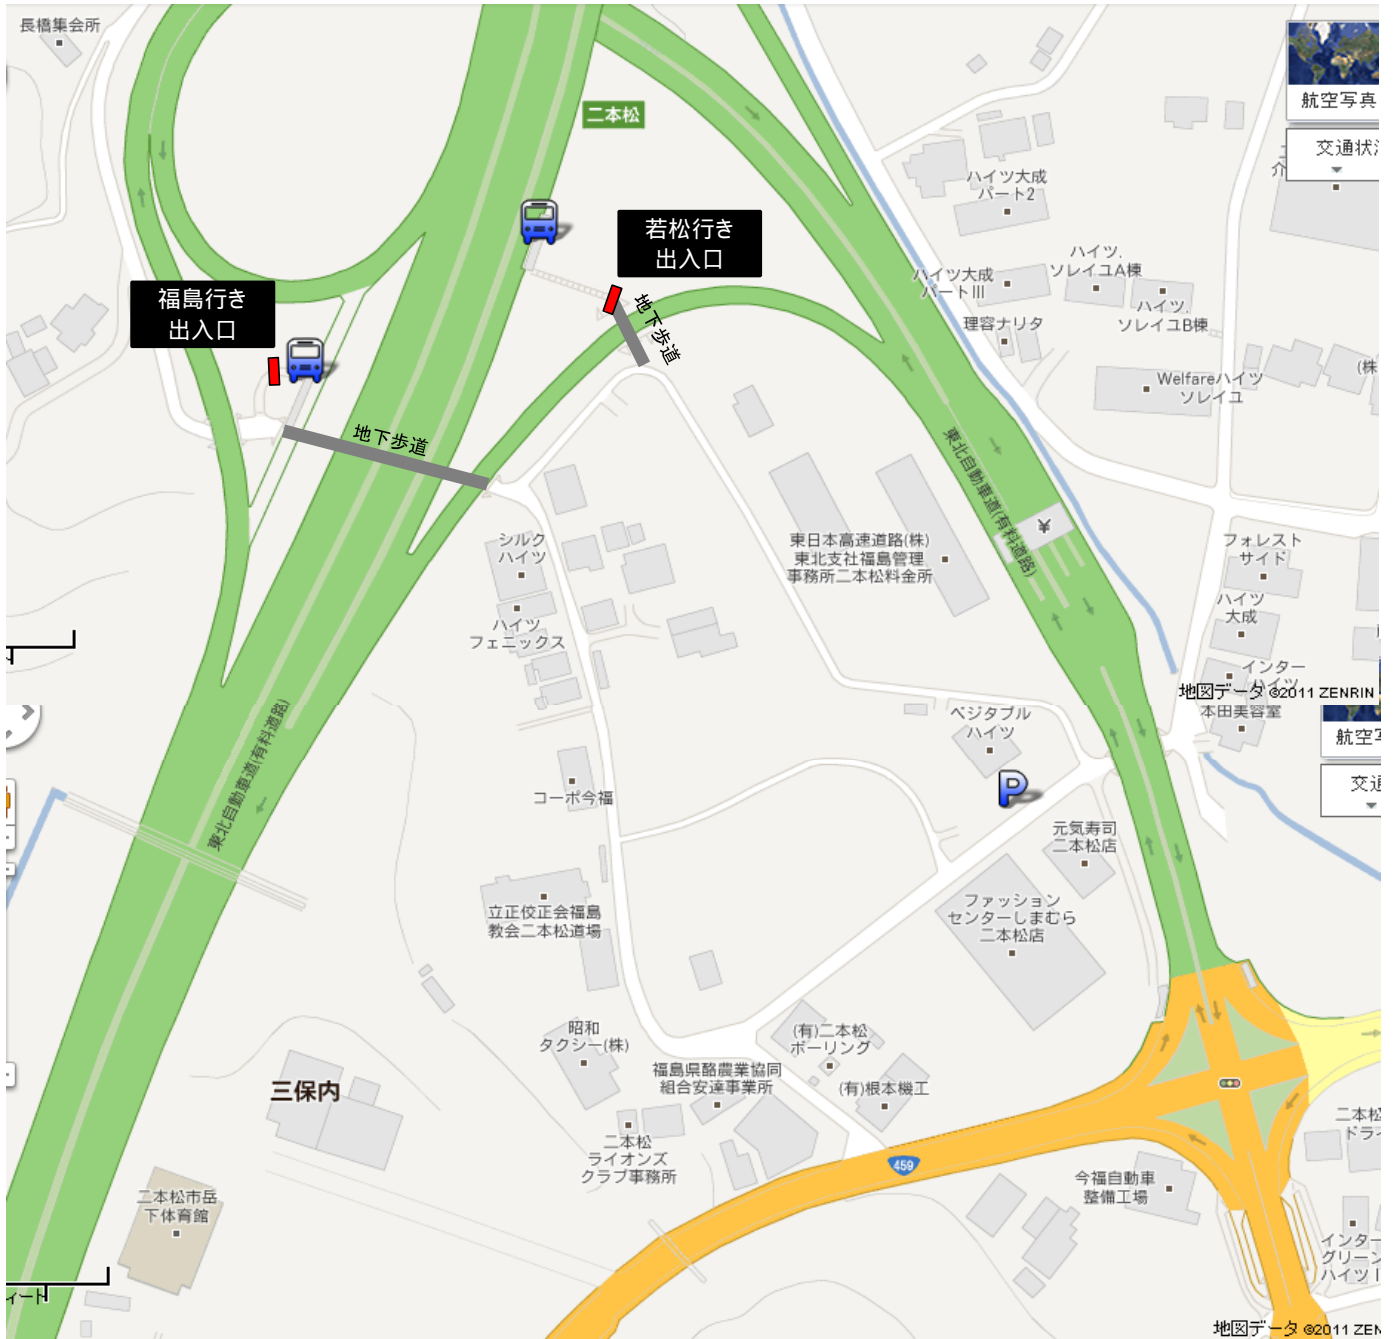 長橋集会所
二本松
航空写真
交通状
ハイツ大成
パート2
若松行き
出入口
ハイツ大成
パートIII
ハイツ.
ソレイユA棟
ハイツ.
ソレイユB棟
福島行き
出入口
地下歩道
理容ナリタ
Welfareハイツ
ソレイユ
(株
地下歩道
東北自動車道(有料道路)
¥
シルク
ハイツ
東日本高速道路(株)
東北支社福島管理
事務所二本松料金所
フォレスト
サイド
ハイツ
フェニックス
ハイツ
大成
インター
ハイツ
地図データ ©2011 ZENRIN
本田美容室
航空
東北自動車道(有料道路)
ベジタブル
ハイツ
コーポ今福
P
元気寿司
二本松店
立正佼正会福島
教会二本松道場
ファッション
センターしまむら
二本松店
昭和
タクシー(株)
(有)二本松
ボーリング
福島県酪農業協同
組合安達事業所
(有)根本機工
三保内
二本松
ライオンズ
クラブ事務所
459
二本松
ドラ
今福自動車
整備工場
二本松市岳
下体育館
インター
グリーン
ハイツ I
ィート
地図データ ©2011 ZEN